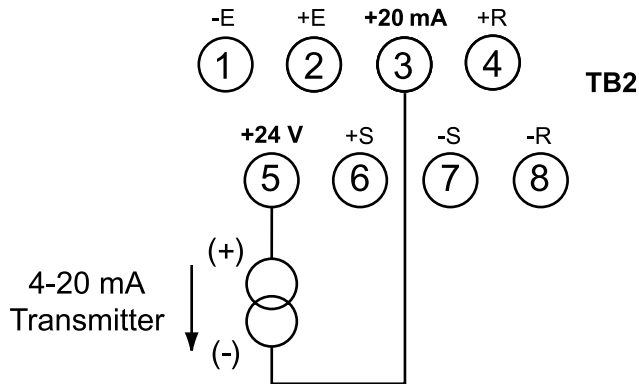 -E +E +20 mA +R
1 2 3 4
TB2
+24 V +S -S -R
5 6 7 8
(+)
4-20 mA
Transmitter
(-)